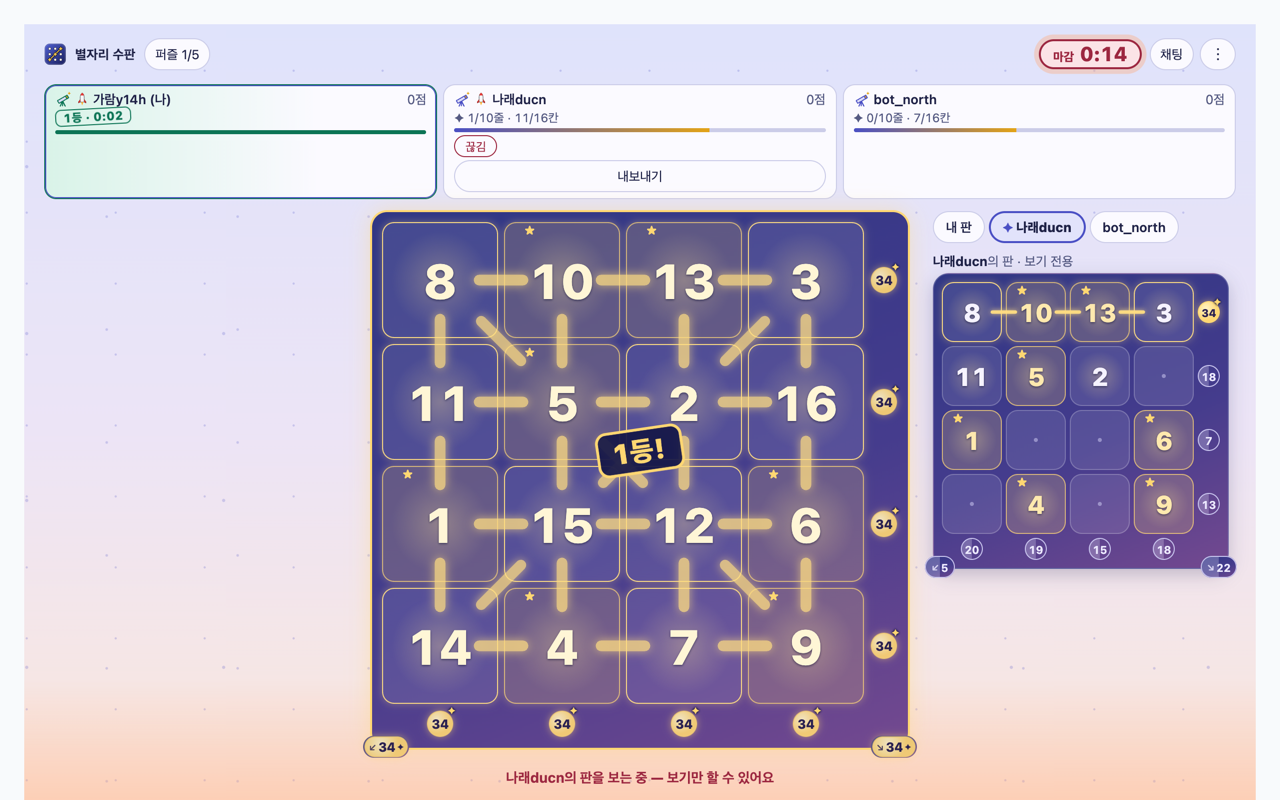 별자리 수판
퍼즐 1/5
마감 0:14
채팅
가람y14h (나)
0점
1등 · 0:02
나래ducn
0점
1/10줄 · 11/16칸
끊김
내보내기
bot_north
0점
0/10줄 · 7/16칸
8 10 13 3 34
11 5 2 16 34
1등!
1 15 12 6 34
14 4 7 9 34
34 34 34 34
34 34
내 판
나래ducn
bot_north
나래ducn의 판 · 보기 전용
8 10 13 3 34
11 5 2 18
1 6 7
4 9 13
20 19 15 18
5 22
나래ducn의 판을 보는 중 — 보기만 할 수 있어요